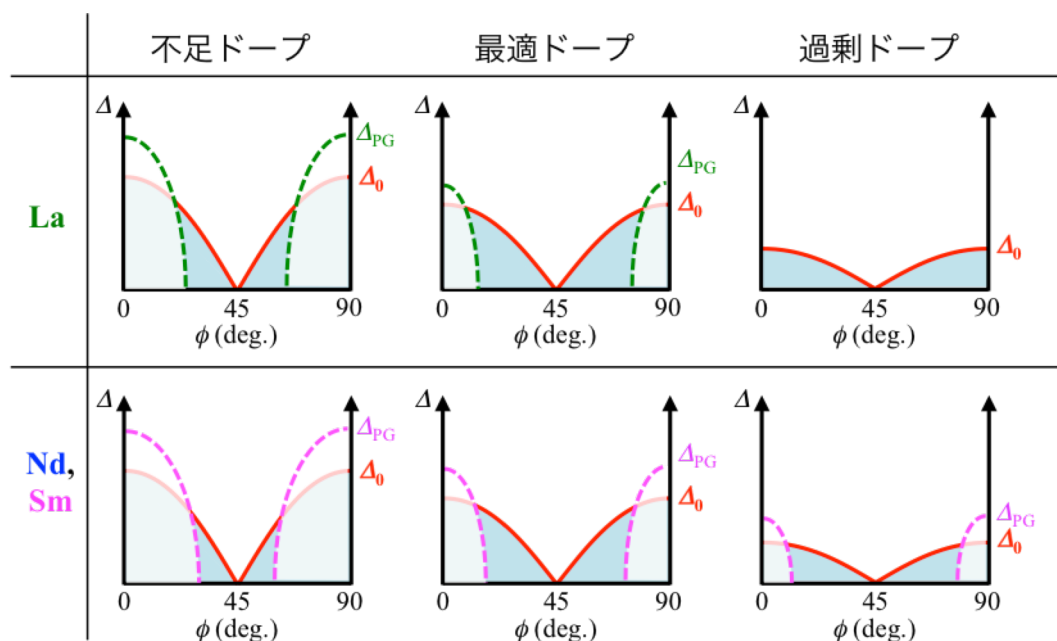 不足ドープ 最適ドープ 過剰ドープ
La
Δ Δ_PG Δ_0
0 45 90
ϕ (deg.)
Δ Δ_PG Δ_0
0 45 90
ϕ (deg.)
Δ Δ_0
0 45 90
ϕ (deg.)
Nd,
Sm
Δ Δ_PG Δ_0
0 45 90
ϕ (deg.)
Δ Δ_PG Δ_0
0 45 90
ϕ (deg.)
Δ Δ_PG Δ_0
0 45 90
ϕ (deg.)